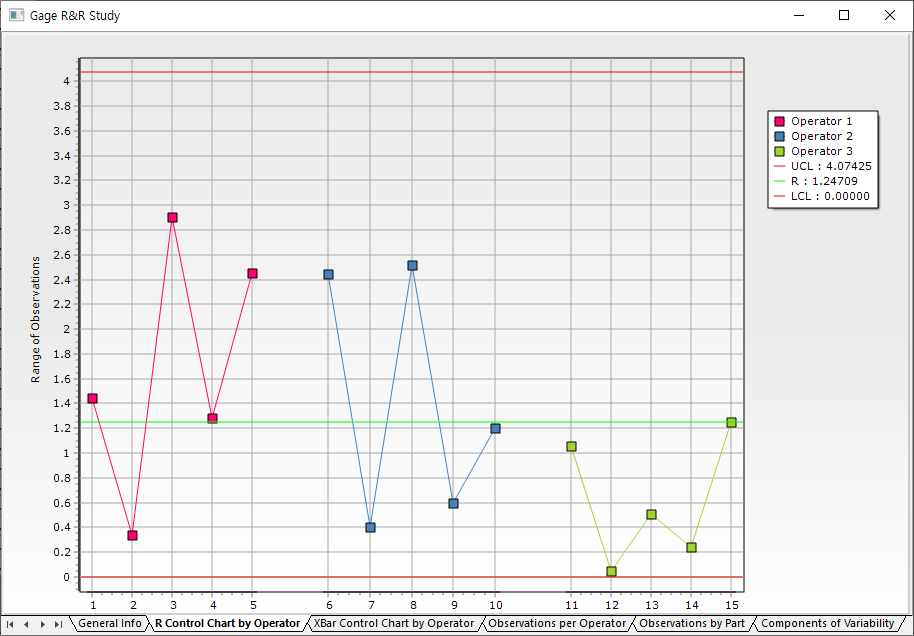 Gage R&R Study
4
3.8
3.6
3.4
3.2
3
2.8
2.6
2.4
2.2
2
1.8
1.6
1.4
1.2
1
0.8
0.6
0.4
0.2
0
Range of Observations
1 2 3 4 5 6 7 8 9 10 11 12 13 14 15
Operator 1
Operator 2
Operator 3
UCL : 4.07425
R : 1.24709
LCL : 0.00000
General Info R Control Chart by Operator XBar Control Chart by Operator Observations per Operator Observations by Part Components of Variability